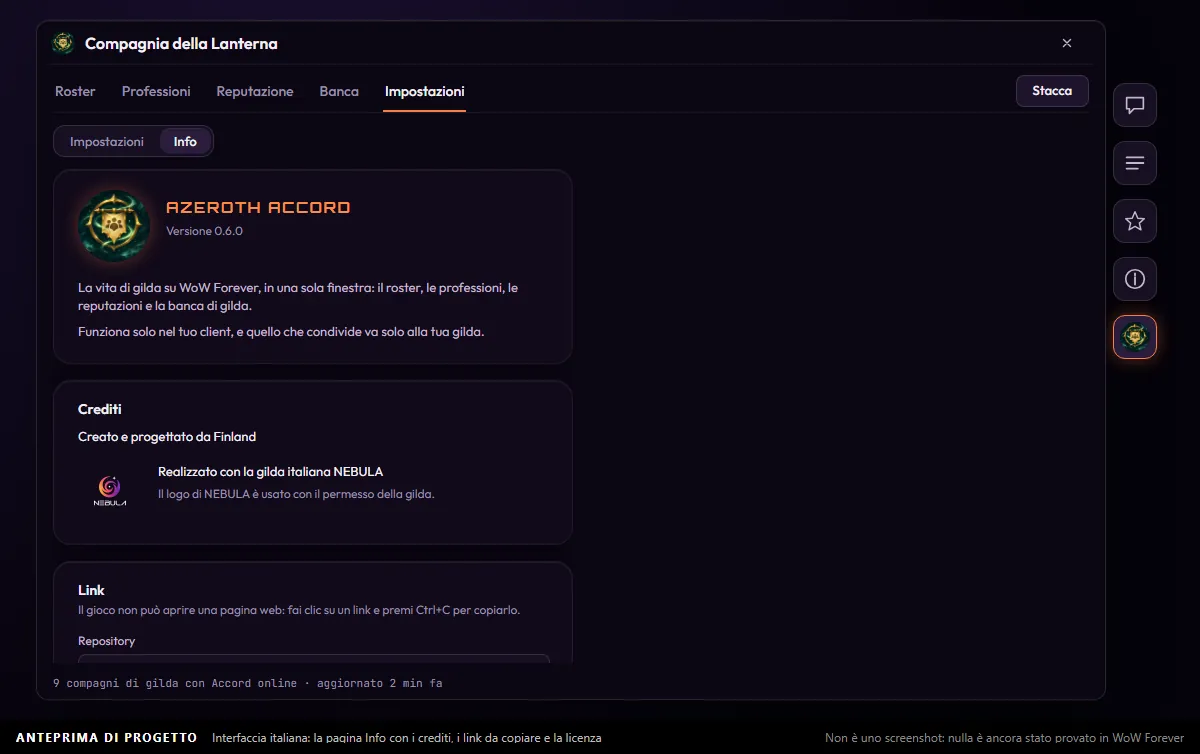 Compagnia della Lanterna
Roster Professioni Reputazione Banca Impostazioni Stacca
Impostazioni Info
AZEROTH ACCORD
Versione 0.6.0
La vita di gilda su WoW Forever, in una sola finestra: il roster, le professioni, le
reputazioni e la banca di gilda.
Funziona solo nel tuo client, e quello che condivide va solo alla tua gilda.
Crediti
Creato e progettato da Finland
Realizzato con la gilda italiana NEBULA
NEBULA
Il logo di NEBULA è usato con il permesso della gilda.
Link
Il gioco non può aprire una pagina web: fai clic su un link e premi Ctrl+C per copiarlo.
Repository
9 compagni di gilda con Accord online · aggiornato 2 min fa
ANTEPRIMA DI PROGETTO Interfaccia italiana: la pagina Info con i crediti, i link da copiare e la licenza
Non è uno screenshot: nulla è ancora stato provato in WoW Forever